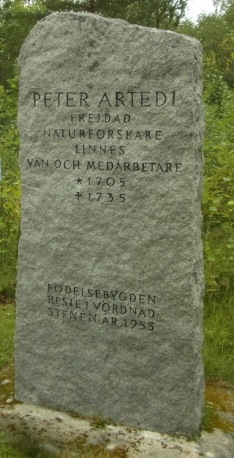 PETER ARTEDI
FREJDAD
NATURFORSKARE
LINNES
VÄN OCH MEDARBETARE
*1705
†1735
FÖDELSEBYGDEN
RESTE I VÖRDNAD
STENEN ÅR 1955